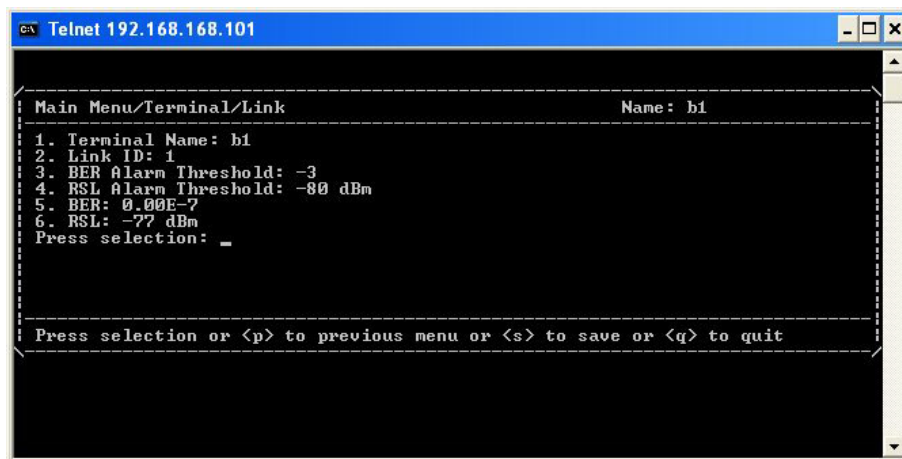 Telnet 192.168.168.101
Main Menu/Terminal/Link Name: b1
1. Terminal Name: b1
2. Link ID: 1
3. BER Alarm Threshold: -3
4. RSL Alarm Threshold: -80 dBm
5. BER: 0.00E-7
6. RSL: -77 dBm
Press selection: _
Press selection or <p> to previous menu or <s> to save or <q> to quit